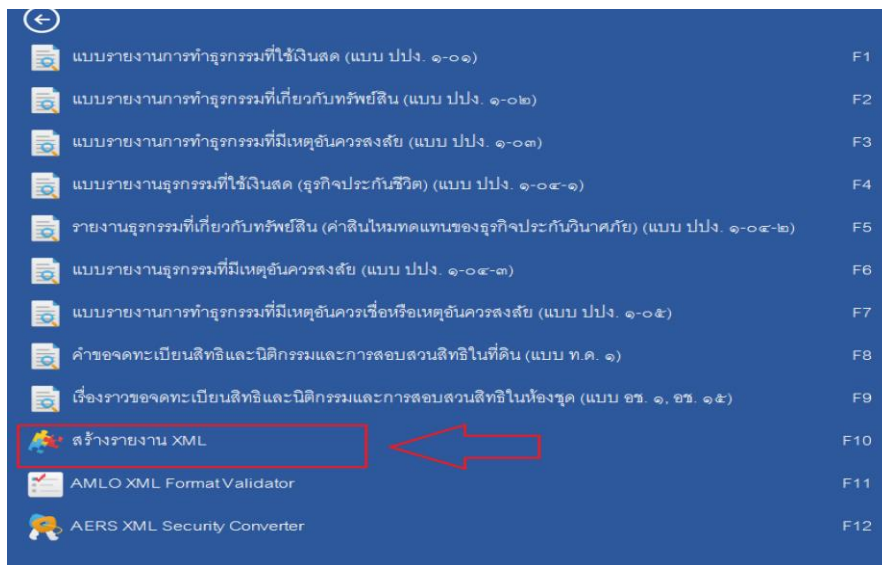 แบบรายงานการทำธุรกรรมที่ใช้เงินสด (แบบ ปปง. ๑-๐๑) F1
แบบรายงานการทำธุรกรรมที่เกี่ยวกับทรัพย์สิน (แบบ ปปง. ๑-๐๒) F2
แบบรายงานการทำธุรกรรมที่มีเหตุอันควรสงสัย (แบบ ปปง. ๑-๐๓) F3
แบบรายงานธุรกรรมที่ใช้เงินสด (ธุรกิจประกันชีวิต) (แบบ ปปง. ๑-๐๔-๑) F4
รายงานธุรกรรมที่เกี่ยวกับทรัพย์สิน (ค่าสินไหมทดแทนของธุรกิจประกันวินาศภัย) (แบบ ปปง. ๑-๐๔-๒) F5
แบบรายงานธุรกรรมที่มีเหตุอันควรสงสัย (แบบ ปปง. ๑-๐๔-๓) F6
แบบรายงานการทำธุรกรรมที่มีเหตุอันควรเชื่อหรือเหตุอันควรสงสัย (แบบ ปปง. ๑-๐๕) F7
คำขอจดทะเบียนสิทธิและนิติกรรมและการสอบสวนสิทธิในที่ดิน (แบบ ท.ด. ๑) F8
เรื่องราวขอจดทะเบียนสิทธิและนิติกรรมและการสอบสวนสิทธิในห้องชุด (แบบ อช. ๑, อช. ๑๕) F9
สร้างรายงาน XML F10
AMLO XML Format Validator F11
AERS XML Security Converter F12